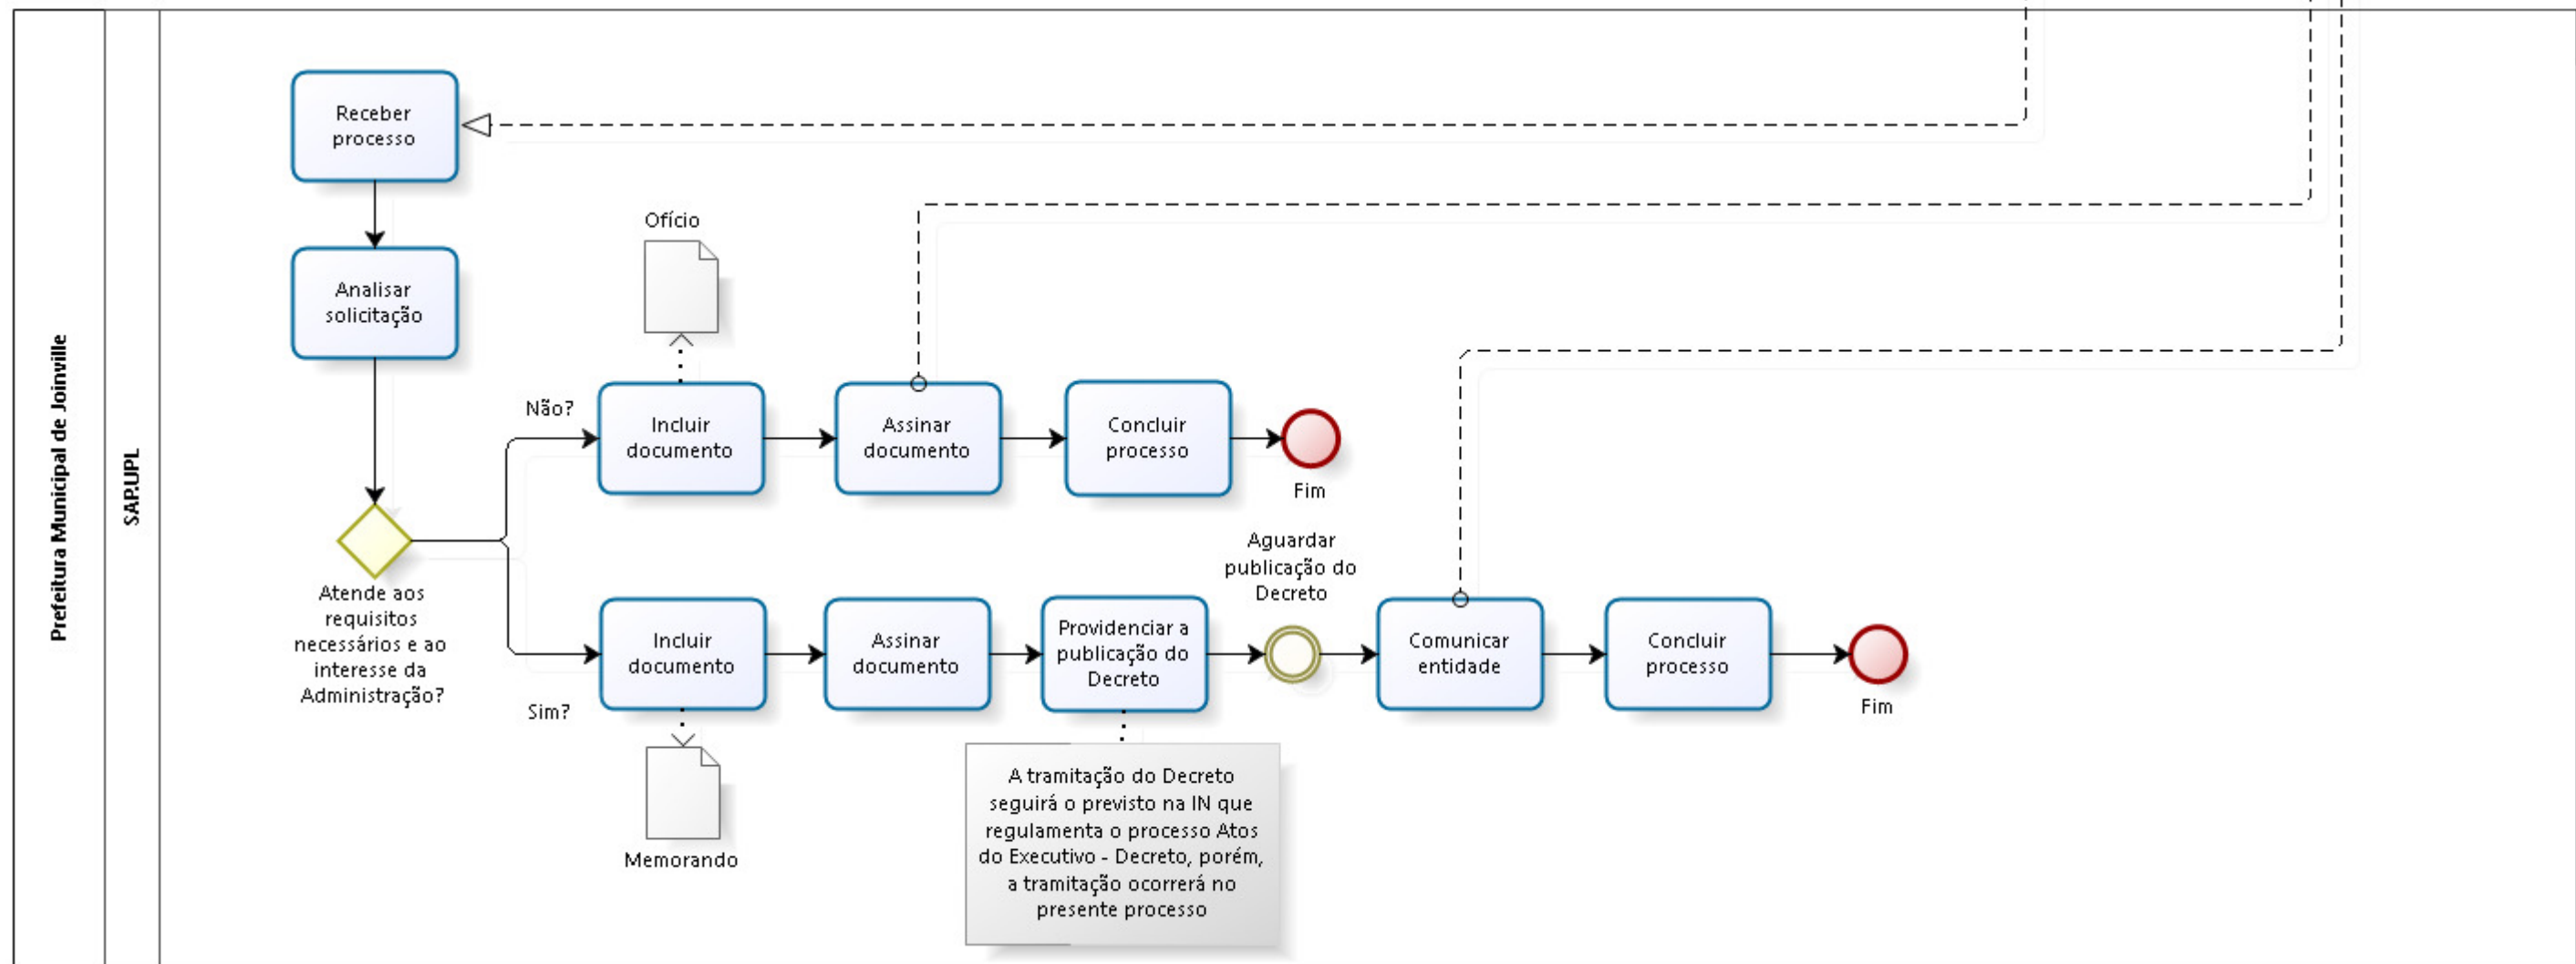 Prefeitura Municipal de Joinville
SAP.UPL
Receber
processo
Analisar
solicitação
Atende aos
requisitos
necessários e ao
interesse da
Administração?
Não?
Ofício
Incluir
documento
Assinar
documento
Concluir
processo
Fim
Sim?
Incluir
documento
Memorando
Assinar
documento
Providenciar a
publicação do
Decreto
A tramitação do Decreto
seguirá o previsto na IN que
regulamenta o processo Atos
do Executivo - Decreto, porém,
a tramitação ocorrerá no
presente processo
Aguardar
publicação do
Decreto
Comunicar
entidade
Concluir
processo
Fim